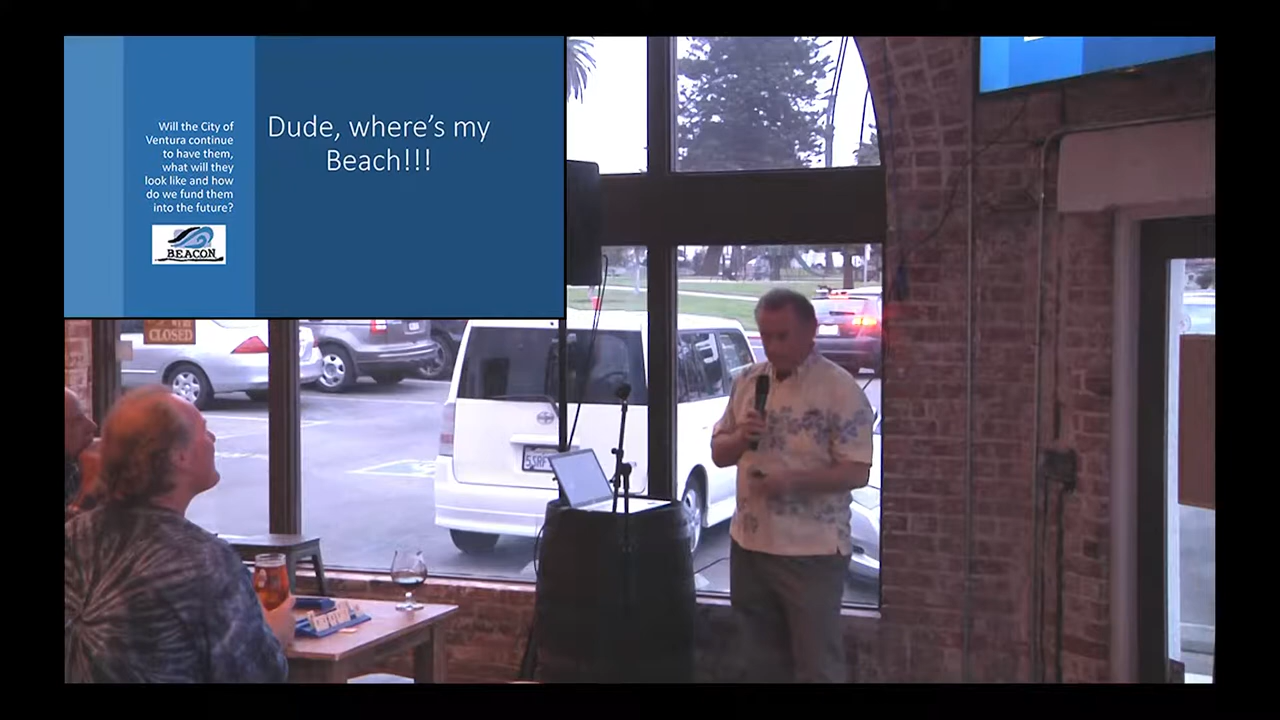 Will the City of
Ventura continue
to have them,
what will they
look like and how
do we fund them
into the future?
BEACON
Dude, where's my
Beach!!!
CLOSED